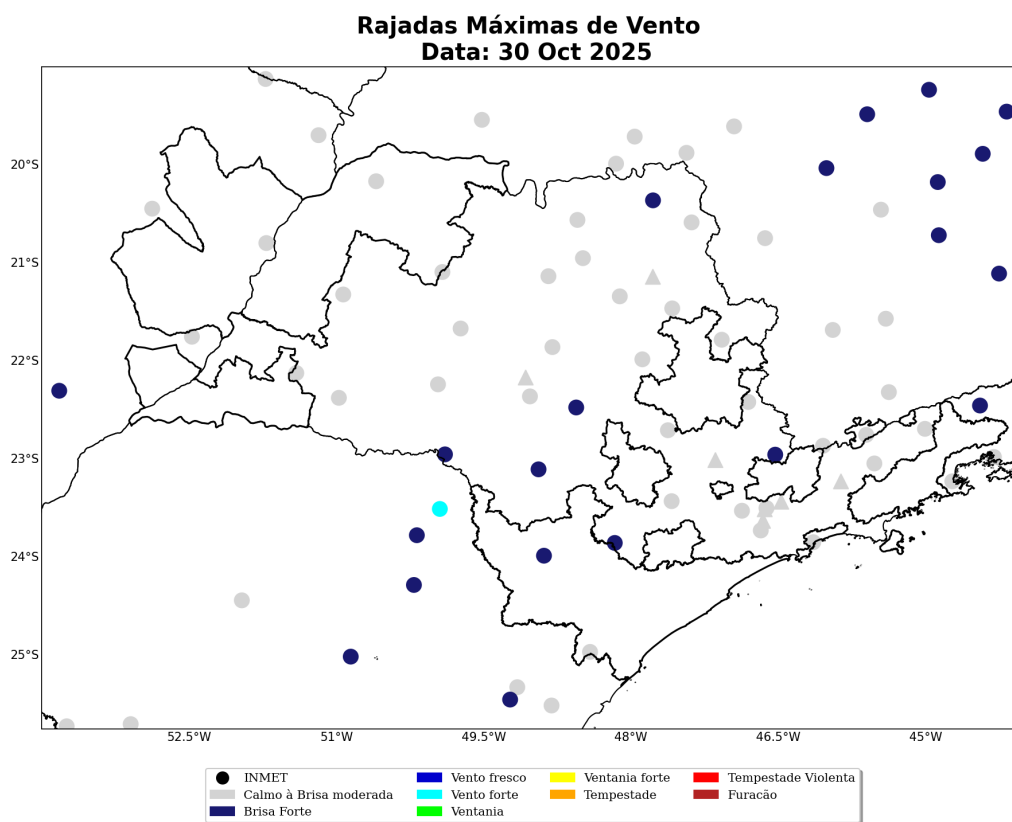 Rajadas Máximas de Vento
Data: 30 Oct 2025
20°S
21°S
22°S
23°S
24°S
25°S
52.5°W 51°W 49.5°W 48°W 46.5°W 45°W
INMET Vento fresco Ventania forte Tempestade Violenta
Calmo à Brisa moderada Vento forte Tempestade Furacão
Brisa Forte Ventania